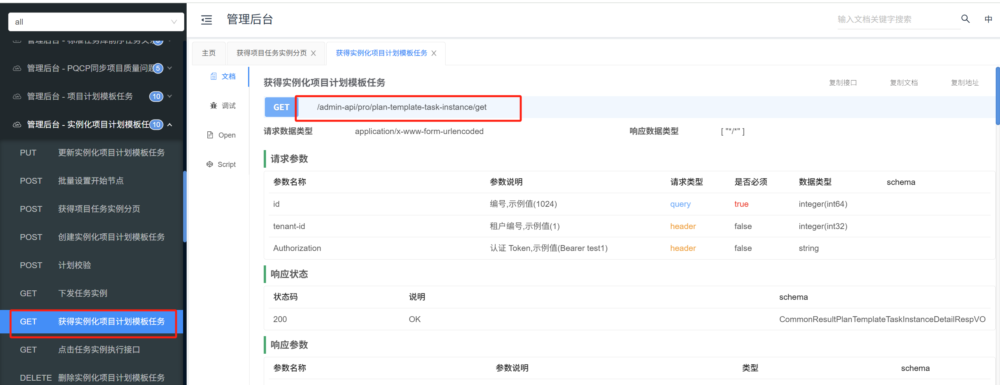 all
管理后台 - 标准任务库前序任务关系
管理后台 - PQCP同步项目质量问题 5
管理后台 - 项目计划模板任务 10
管理后台 - 实例化项目计划模板任 10
PUT 更新实例化项目计划模板任务
POST 批量设置开始节点
POST 获得项目任务实例分页
POST 创建实例化项目计划模板任务
POST 计划校验
GET 下发任务实例
GET 获得实例化项目计划模板任务
GET 点击任务实例执行接口
DELETE 删除实例化项目计划模板任务
管理后台
输入文档关键字搜索
中
主页
获得项目任务实例分页
获得实例化项目计划模板任务
文档
调试
Open
Script
获得实例化项目计划模板任务
复制接口 复制文档 复制地址
GET /admin-api/pro/plan-template-task-instance/get
请求数据类型 application/x-www-form-urlencoded 响应数据类型 [ "*/*" ]
请求参数
参数名称 参数说明 请求类型 是否必须 数据类型 schema
id 编号,示例值(1024) query true integer(int64)
tenant-id 租户编号,示例值(1) header false integer(int32)
Authorization 认证 Token,示例值(Bearer test1) header false string
响应状态
状态码 说明 schema
200 OK CommonResultPlanTemplateTaskInstanceDetailRespVO
响应参数
参数名称 参数说明 类型 schema